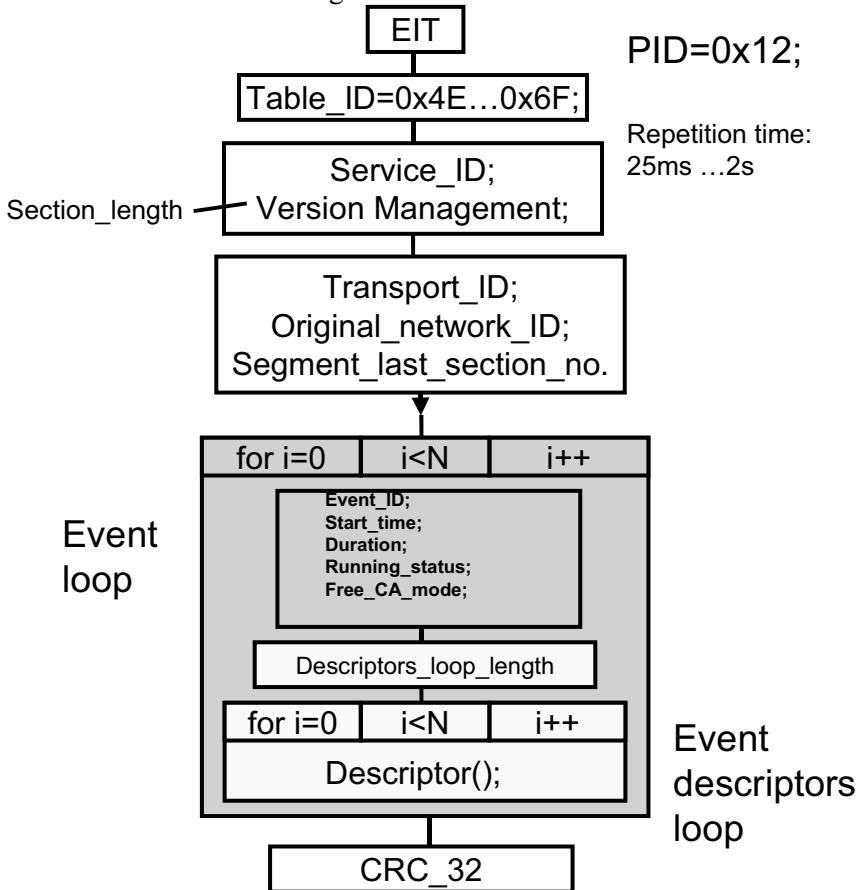 EIT
PID=0x12;
Table_ID=0x4E...0x6F;
Repetition time:
25ms ...2s
Service_ID;
Section_length
Version Management;
Transport_ID;
Original_network_ID;
Segment_last_section_no.
for i=0 i<N i++
Event
loop
Event_ID;
Start_time;
Duration;
Running_status;
Free_CA_mode;
Descriptors_loop_length
for i=0 i<N i++
Descriptor();
Event
descriptors
loop
CRC_32